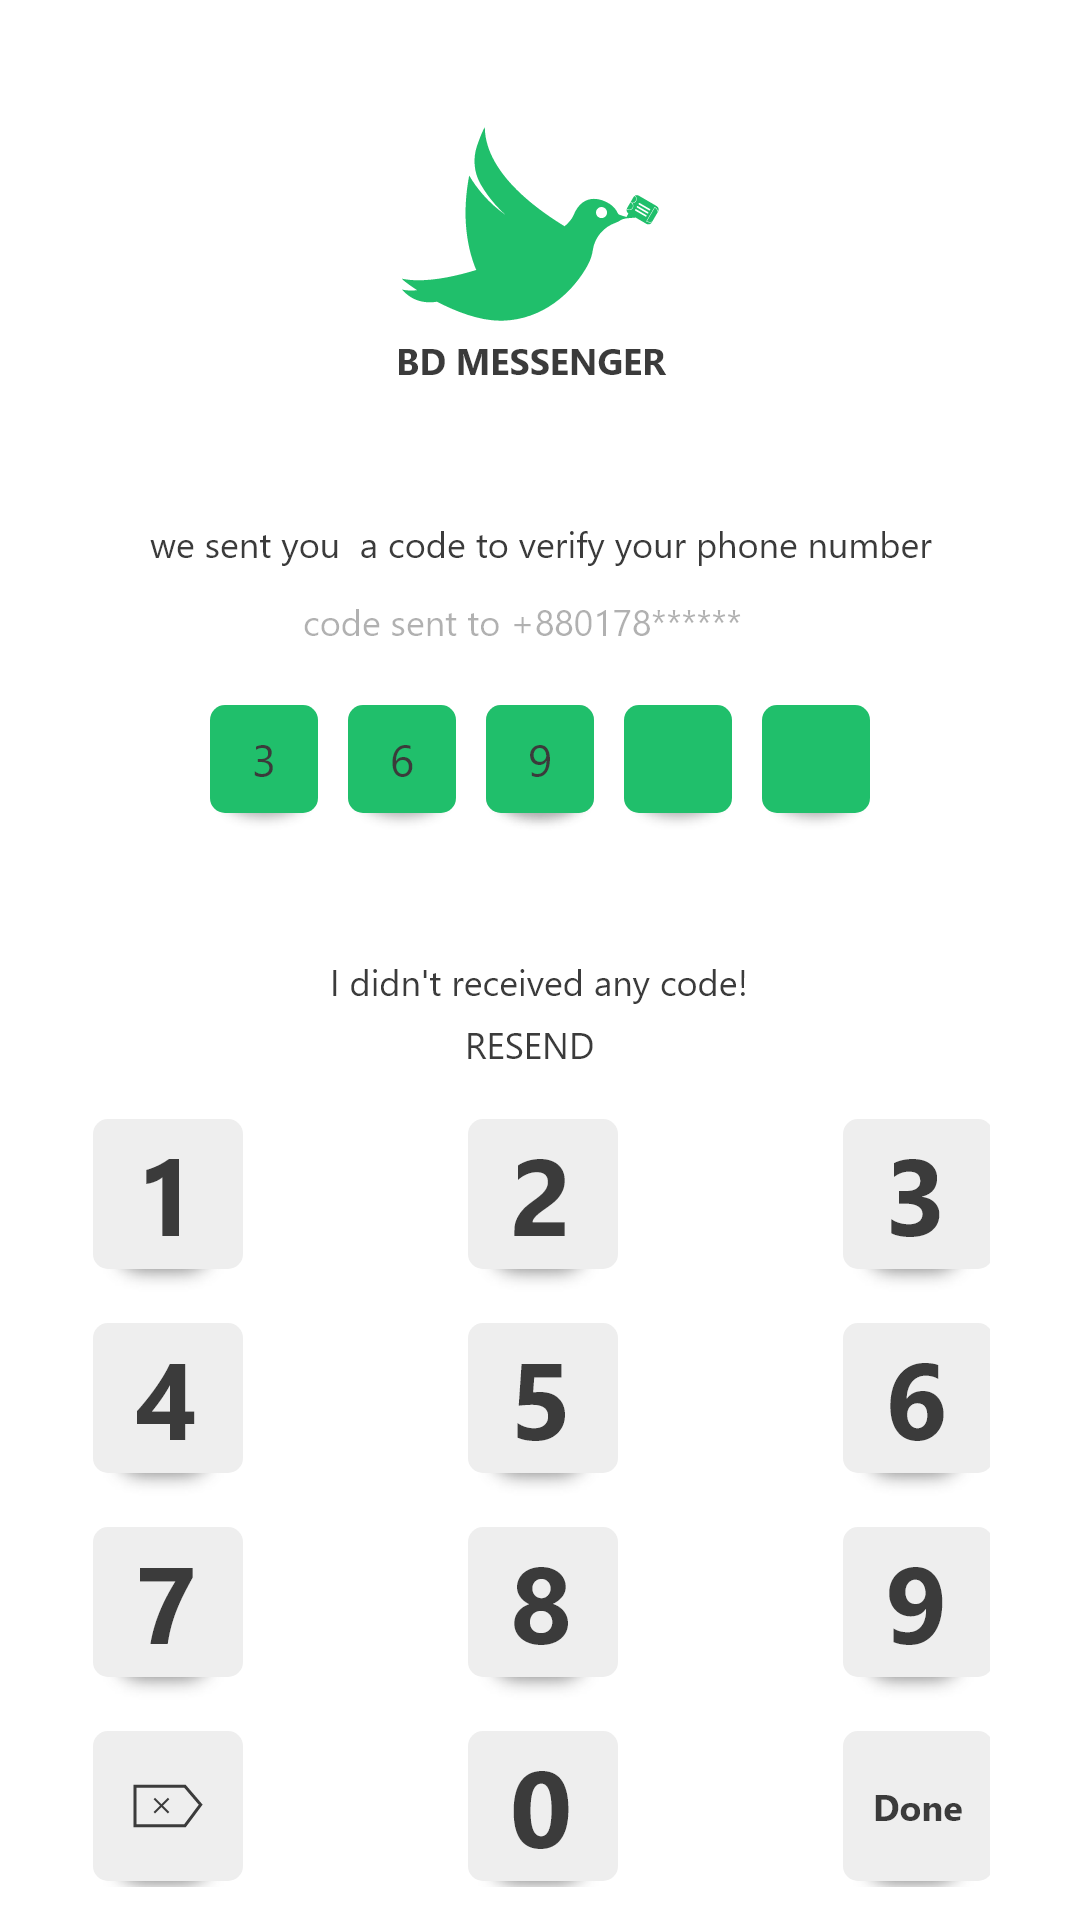 BD MESSENGER
we sent you  a code to verify your phone number
code sent to +880178******
3 6 9
I didn't received any code!
RESEND
1 2 3
4 5 6
7 8 9
0 Done